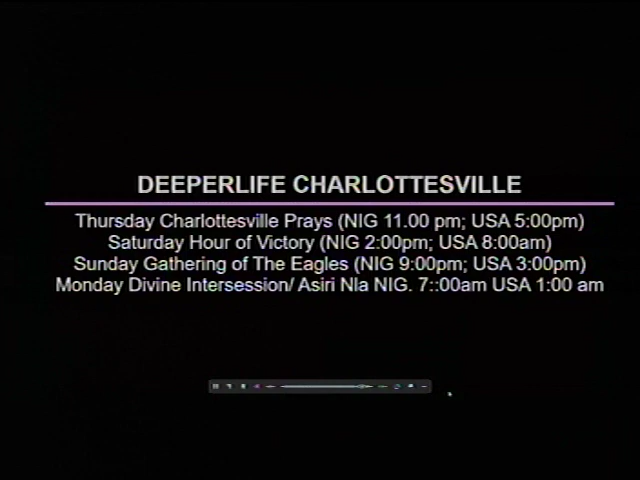 DEEPERLIFE CHARLOTTESVILLE
Thursday Charlottesville Prays (NIG 11.00 pm; USA 5:00pm)
Saturday Hour of Victory (NIG 2:00pm; USA 8:00am)
Sunday Gathering of The Eagles (NIG 9:00pm; USA 3:00pm)
Monday Divine Intersession/ Asiri Nla NIG. 7::00am USA 1:00 am